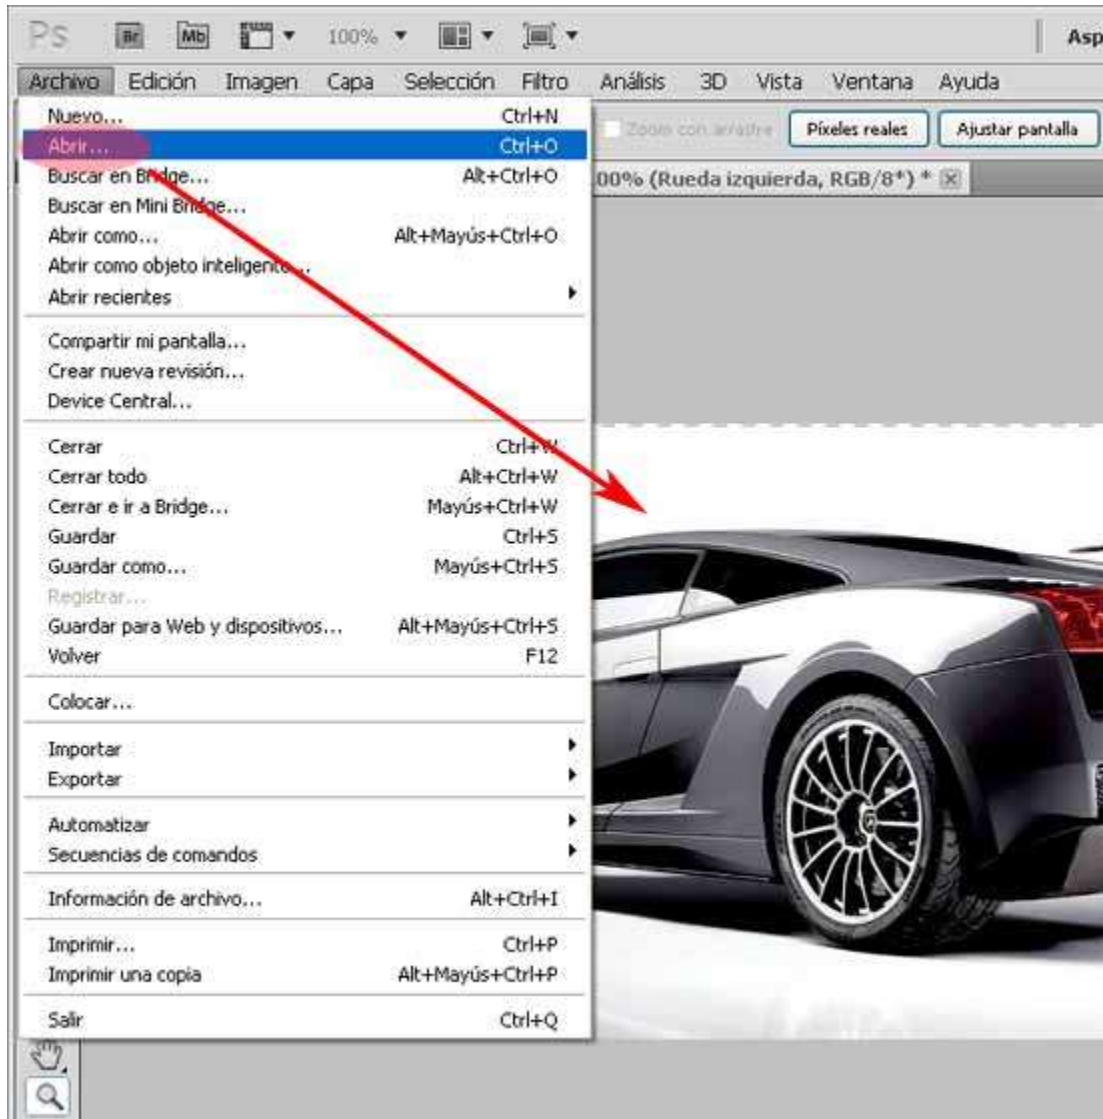 Ps Br Mb 100% Asp
Archivo Edición Imagen Capa Selección Filtro Análisis 3D Vista Ventana Ayuda
Zoom con arrastre Píxeles reales Ajustar pantalla
00% (Rueda izquierda, RGB/8*) *
Nuevo... Ctrl+N
Abrir... Ctrl+O
Buscar en Bridge... Alt+Ctrl+O
Buscar en Mini Bridge...
Abrir como... Alt+Mayús+Ctrl+O
Abrir como objeto inteligente...
Abrir recientes
Compartir mi pantalla...
Crear nueva revisión...
Device Central...
Cerrar Ctrl+W
Cerrar todo Alt+Ctrl+W
Cerrar e ir a Bridge... Mayús+Ctrl+W
Guardar Ctrl+S
Guardar como... Mayús+Ctrl+S
Registrar...
Guardar para Web y dispositivos... Alt+Mayús+Ctrl+S
Volver F12
Colocar...
Importar
Exportar
Automatizar
Secuencias de comandos
Información de archivo... Alt+Ctrl+I
Imprimir... Ctrl+P
Imprimir una copia Alt+Mayús+Ctrl+P
Salir Ctrl+Q